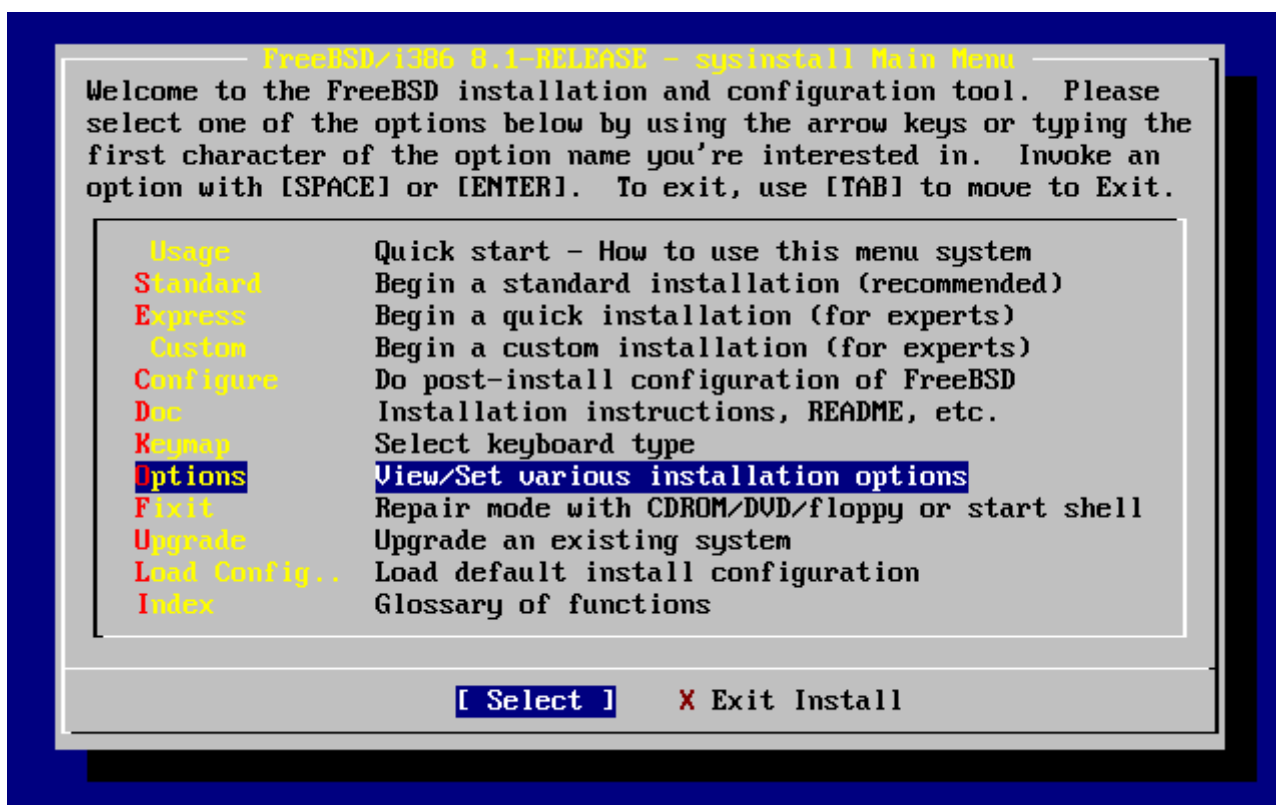 FreeBSD/i386 8.1-RELEASE - sysinstall Main Menu
Welcome to the FreeBSD installation and configuration tool.  Please
select one of the options below by using the arrow keys or typing the
first character of the option name you're interested in.  Invoke an
option with [SPACE] or [ENTER].  To exit, use [TAB] to move to Exit.
Usage Quick start - How to use this menu system
Standard Begin a standard installation (recommended)
Express Begin a quick installation (for experts)
Custom Begin a custom installation (for experts)
Configure Do post-install configuration of FreeBSD
Doc Installation instructions, README, etc.
Keymap Select keyboard type
Options View/Set various installation options
Fixit Repair mode with CDROM/DVD/floppy or start shell
Upgrade Upgrade an existing system
Load Config.. Load default install configuration
Index Glossary of functions
[ Select ] X Exit Install